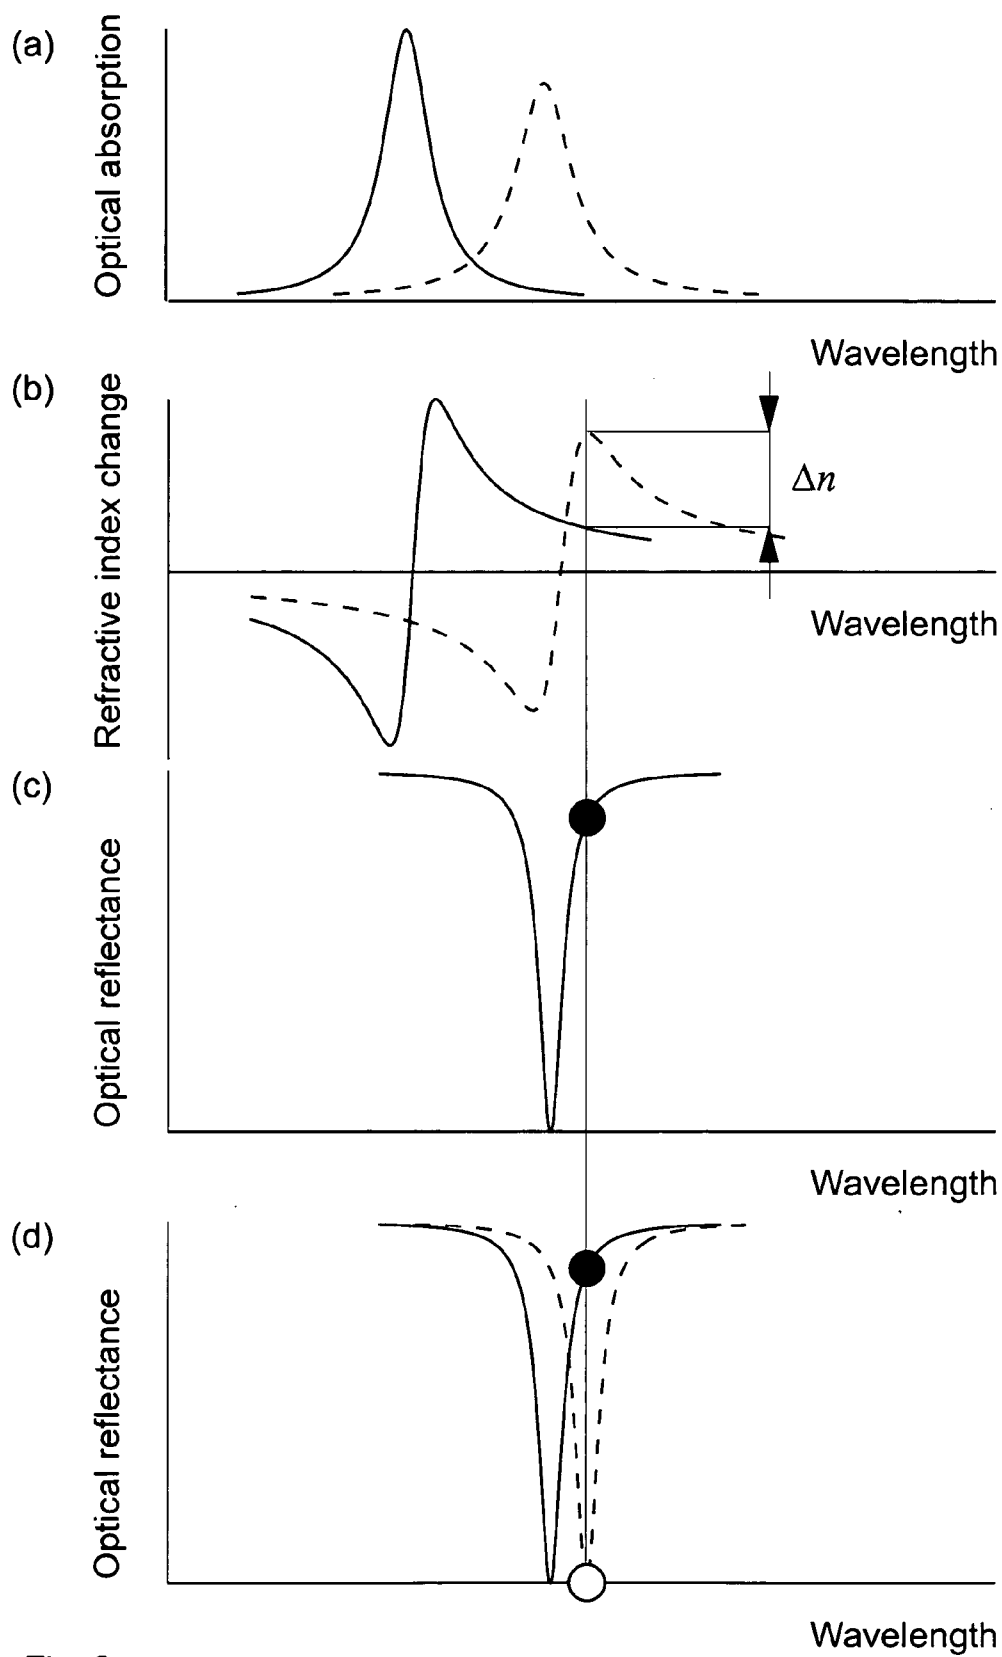 (a)
Optical absorption
Wavelength
(b)
Refractive index change
Δn
Wavelength
(c)
Optical reflectance
Wavelength
(d)
Optical reflectance
Wavelength